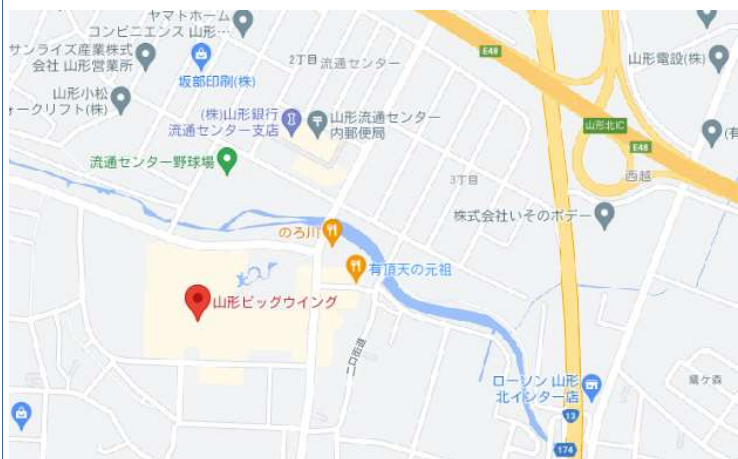 ヤマトホーム
コンビニエンス 山形…
サンライズ産業株式
会社 山形営業所
坂部印刷(株)
2丁目
流通センター
E48
山形電設(株)
山形小松
ォークリフト(株)
(株)山形銀行
流通センター支店
山形流通センター
内郵便局
山形北IC
E48
(有
流通センター野球場
3丁目
西越
株式会社いそのボデー
のろ川
有頂天の元祖
山形ビッグウイング
二口街道
ローソン 山形
北インター店
13
174